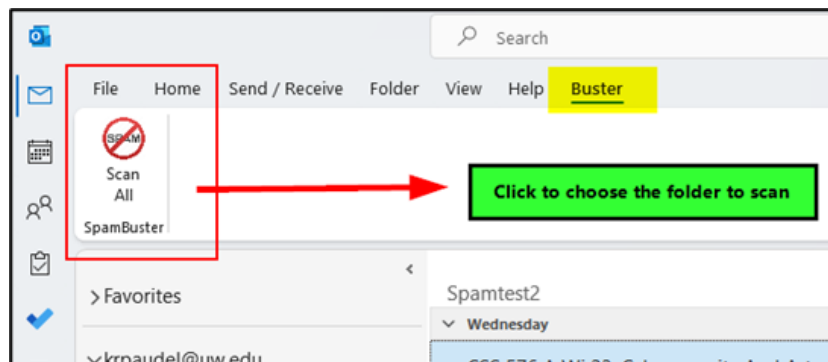 Search
File Home Send / Receive Folder View Help Buster
SPAM
Scan
All
SpamBuster
Click to choose the folder to scan
Favorites
Spamtest2
Wednesday
krpaudel@uw.edu